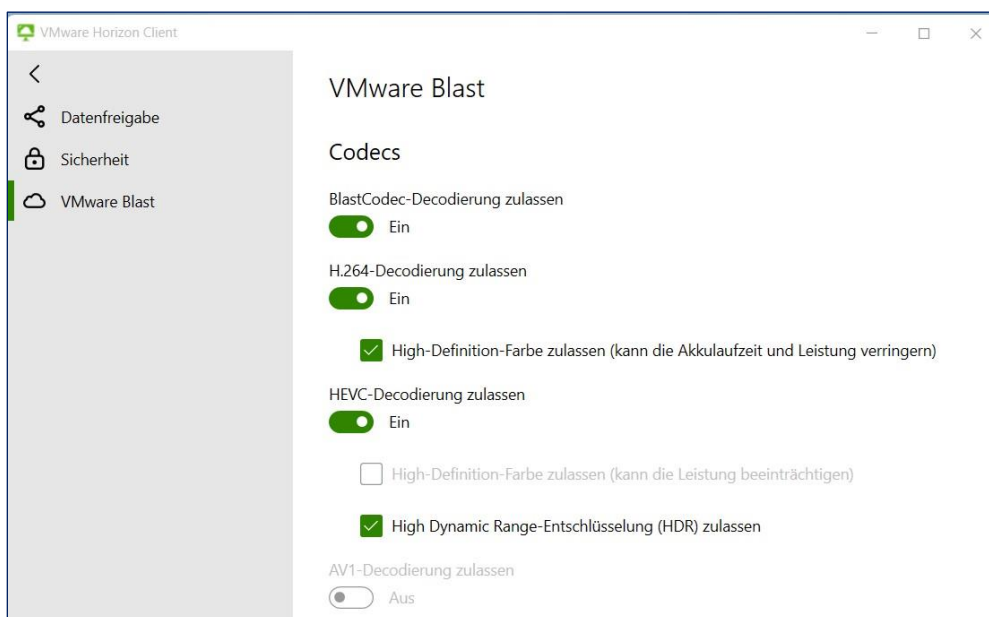 VMware Horizon Client
Datenfreigabe
Sicherheit
VMware Blast
VMware Blast
Codecs
BlastCodec-Decodierung zulassen
Ein
H.264-Decodierung zulassen
Ein
High-Definition-Farbe zulassen (kann die Akkulaufzeit und Leistung verringern)
HEVC-Decodierung zulassen
Ein
High-Definition-Farbe zulassen (kann die Leistung beeinträchtigen)
High Dynamic Range-Entschlüsselung (HDR) zulassen
AV1-Decodierung zulassen
Aus